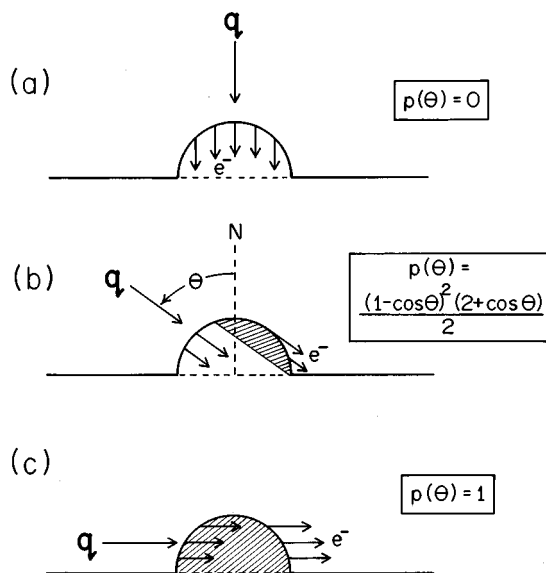 q
(a)
p(θ) = 0
e⁻
N
(b)
q
θ
p(θ) =
(1-cosθ)²(2+cosθ)
2
e⁻
(c)
p(θ) = 1
q
e⁻